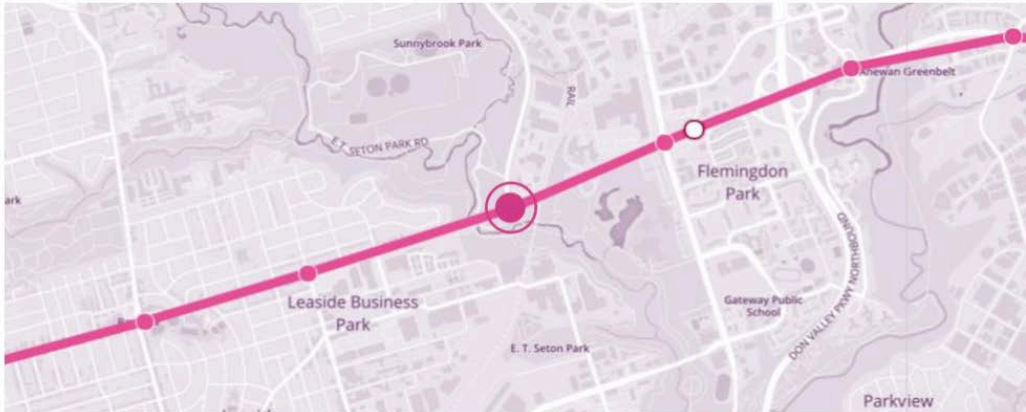 Sunnybrook Park
RAIL
E.T. SETON PARK RD
Flemingdon
Park
ark
Leaside Business
Park
Gateway Public
School
DON VALLEY PKWY NORTHBOUND
E. T. Seton Park
Parkview
Greenbelt